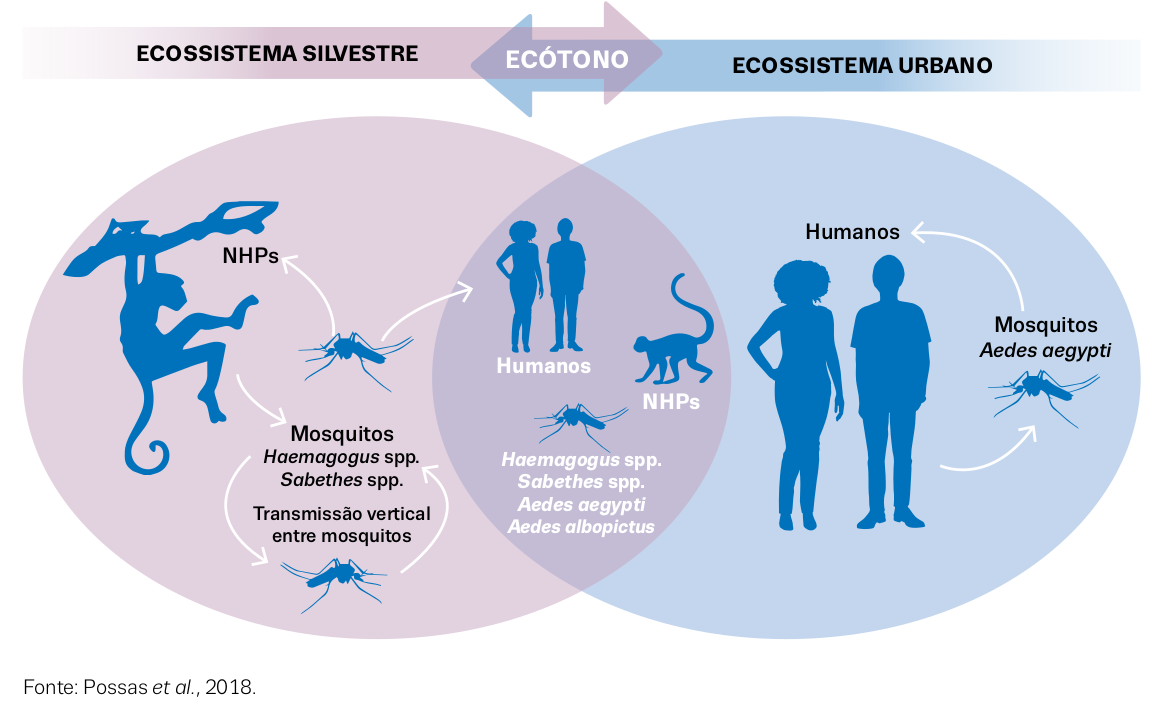 ECOSSISTEMA SILVESTRE
ECÓTONO
ECOSSISTEMA URBANO
NHPs
Mosquitos
Haemagogus spp.
Sabethes spp.
Transmissão vertical
entre mosquitos
Humanos
NHPs
Haemagogus spp.
Sabethes spp.
Aedes aegypti
Aedes albopictus
Humanos
Mosquitos
Aedes aegypti
Fonte: Possas et al., 2018.